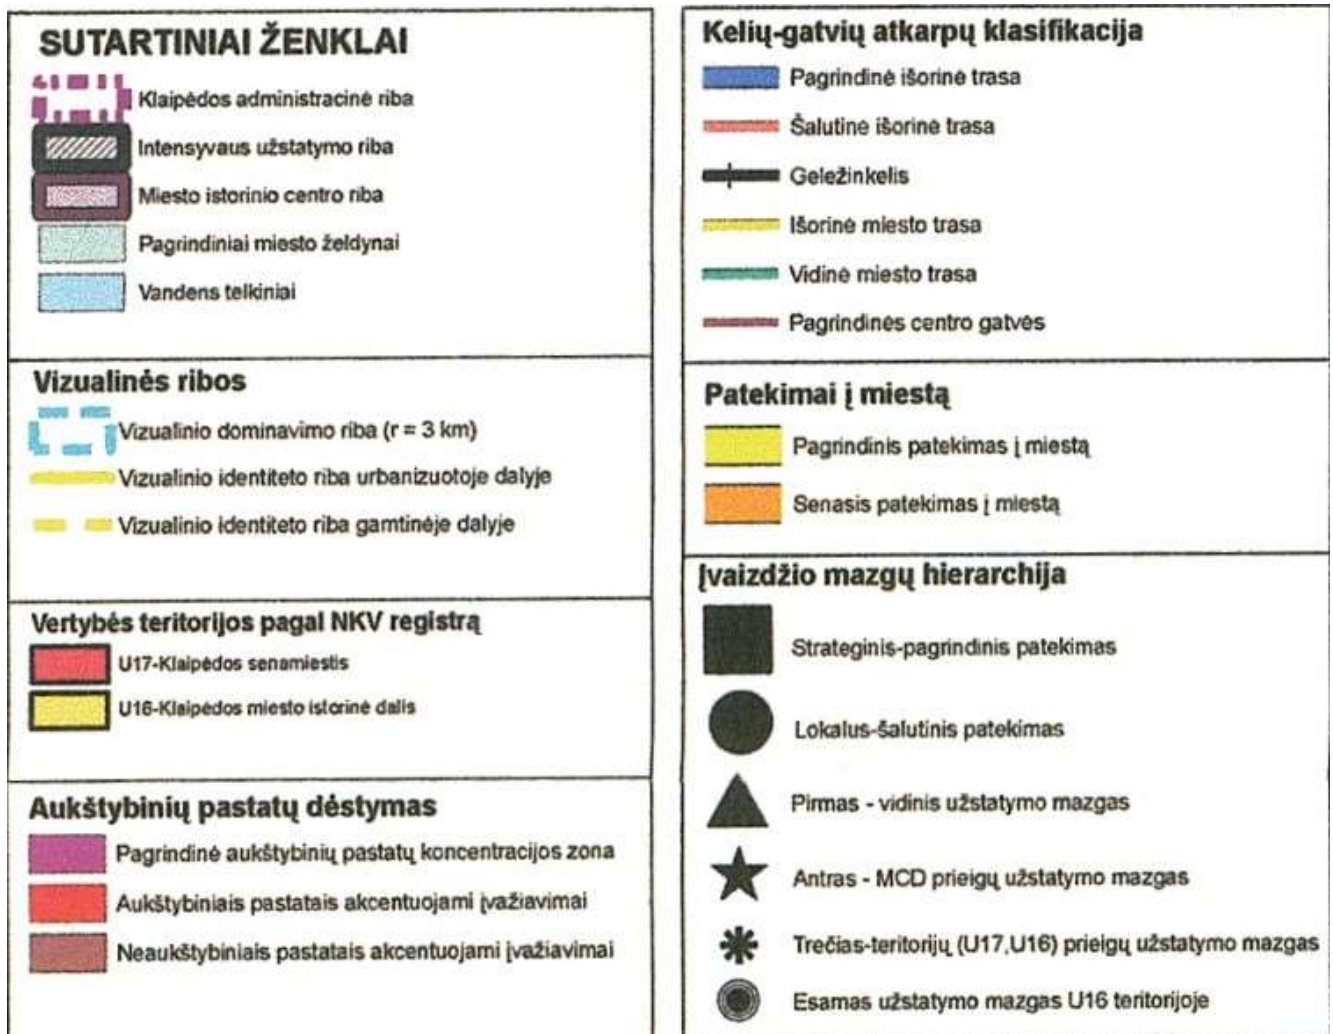 SUTARTINIAI ŽENKLAI
Klaipėdos administracinė riba
Intensyvaus užstatymo riba
Miesto istorinio centro riba
Pagrindiniai miesto želdynai
Vandens telkiniai
Vizualinės ribos
Vizualinio dominavimo riba (r = 3 km)
Vizualinio identiteto riba urbanizuotoje dalyje
Vizualinio identiteto riba gamtinėje dalyje
Vertybės teritorijos pagal NKV registrą
U17-Klaipėdos senamiestis
U16-Klaipėdos miesto istorinė dalis
Aukštybinių pastatų dėstymas
Pagrindinė aukštybinių pastatų koncentracijos zona
Aukštybiniais pastatais akcentuojami įvažiavimai
Neaukštybiniais pastatais akcentuojami įvažiavimai
Kelių-gatvių atkarpų klasifikacija
Pagrindinė išorinė trasa
Šalutine išorinė trasa
Geležinkelis
Išorinė miesto trasa
Vidinė miesto trasa
Pagrindinės centro gatvės
Patekimai į miestą
Pagrindinis patekimas į miestą
Senasis patekimas į miestą
Įvaizdžio mazgų hierarchija
Strateginis-pagrindinis patekimas
Lokalus-šalutinis patekimas
Pirmas - vidinis užstatymo mazgas
Antras - MCD prieigų užstatymo mazgas
Trečias-teritorijų (U17,U16) prieigų užstatymo mazgas
Esamas užstatymo mazgas U16 teritorijoje